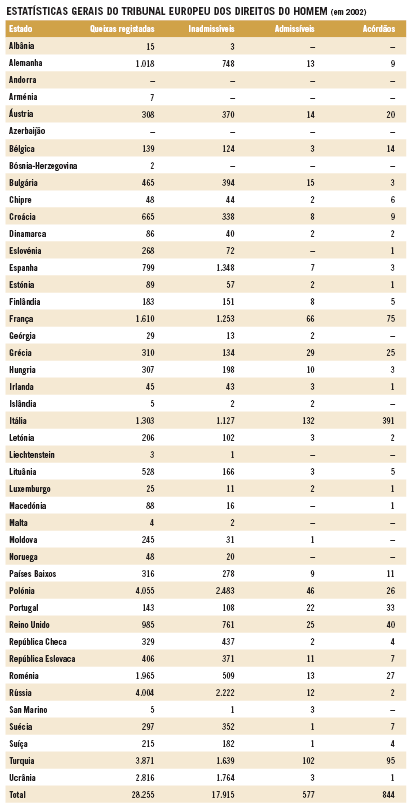 ESTATÍSTICAS GERAIS DO TRIBUNAL EUROPEU DOS DIREITOS DO HOMEM (em 2002)
Estado Queixas registadas Inadmissíveis Admissíveis Acórdãos
Albânia 15 3 – –
Alemanha 1.018 748 13 9
Andorra – – – –
Arménia 7 – – –
Áustria 308 370 14 20
Azerbaijão – – – –
Bélgica 139 124 3 14
Bósnia-Herzegovina 2 – – –
Bulgária 465 394 15 3
Chipre 48 44 2 6
Croácia 665 338 8 9
Dinamarca 86 40 2 2
Eslovénia 268 72 – 1
Espanha 799 1.348 7 3
Estónia 89 57 2 1
Finlândia 183 151 8 5
França 1.610 1.253 66 75
Geórgia 29 13 2 –
Grécia 310 134 29 25
Hungria 307 198 10 3
Irlanda 45 43 3 1
Islândia 5 2 2 –
Itália 1.303 1.127 132 391
Letónia 206 102 3 2
Liechtenstein 3 1 – –
Lituânia 528 166 3 5
Luxemburgo 25 11 2 1
Macedónia 88 16 – 1
Malta 4 2 – –
Moldova 245 31 1 –
Noruega 48 20 – –
Países Baixos 316 278 9 11
Polónia 4.055 2.483 46 26
Portugal 143 108 22 33
Reino Unido 985 761 25 40
República Checa 329 437 2 4
República Eslovaca 406 371 11 7
Roménia 1.965 509 13 27
Rússia 4.004 2.222 12 2
San Marino 5 1 3 –
Suécia 297 352 1 7
Suíça 215 182 1 4
Turquia 3.871 1.639 102 95
Ucrânia 2.816 1.764 3 1
Total 28.255 17.915 577 844